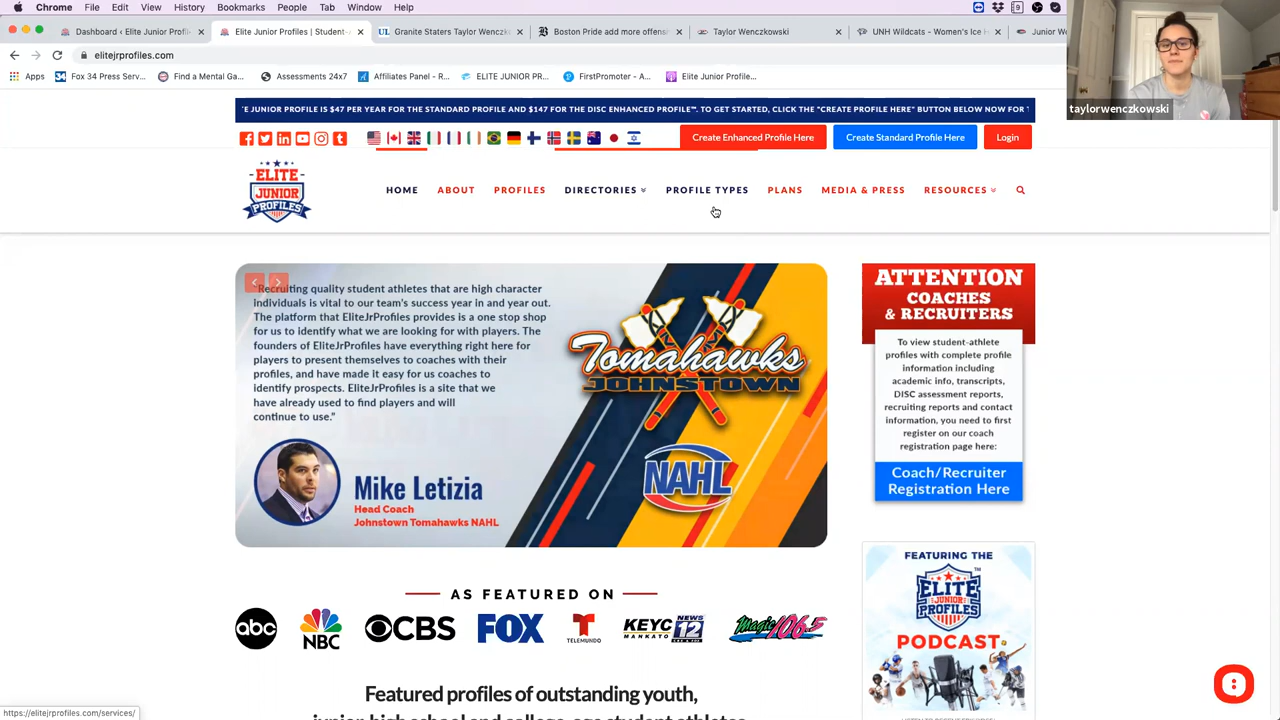 Chrome File Edit View History Bookmarks People Tab Window Help
Dashboard ‹ Elite Junior Profil
Elite Junior Profiles | Student-
Granite Staters Taylor Wenczk
Boston Pride add more offens
Taylor Wenczkowski
UNH Wildcats - Women's Ice H
Junior We
elitejrprofiles.com
Apps Fox 34 Press Serv... Find a Mental Ga... Assessments 24x7 Affiliates Panel - R... ELITE JUNIOR PR... FirstPromoter - A... Elite Junior Profile...
taylorwenczkowski
E JUNIOR PROFILE IS $47 PER YEAR FOR THE STANDARD PROFILE AND $147 FOR THE DISC ENHANCED PROFILE™. TO GET STARTED, CLICK THE "CREATE PROFILE HERE" BUTTON BELOW NOW FOR
Create Enhanced Profile Here Create Standard Profile Here Login
ELITE
JUNIOR
PROFILES
HOME ABOUT PROFILES DIRECTORIES PROFILE TYPES PLANS MEDIA & PRESS RESOURCES
"Recruiting quality student athletes that are high character
individuals is vital to our team's success year in and year out.
The platform that EliteJrProfiles provides is a one stop shop
for us to identify what we are looking for with players. The
founders of EliteJrProfiles have everything right here for
players to present themselves to coaches with their
profiles, and have made it easy for us coaches to
identify prospects. EliteJrProfiles is a site that we
have already used to find players and will
continue to use."
Mike Letizia
Head Coach
Johnstown Tomahawks NAHL
Tomahawks
JOHNSTOWN
NAHL
ATTENTION
COACHES
& RECRUITERS
To view student-athlete
profiles with complete profile
information including
academic info, transcripts,
DISC assessment reports,
recruiting reports and contact
information, you need to first
register on our coach
registration page here:
Coach/Recruiter
Registration Here
AS FEATURED ON
abc NBC CBS FOX TELEMUNDO KEYC NEWS 12 MANKATO Magic 106.5
FEATURING THE
ELITE
JUNIOR
PROFILES
PODCAST
Featured profiles of outstanding youth,
junior, high school and college-age student athletes
https://elitejrprofiles.com/services/